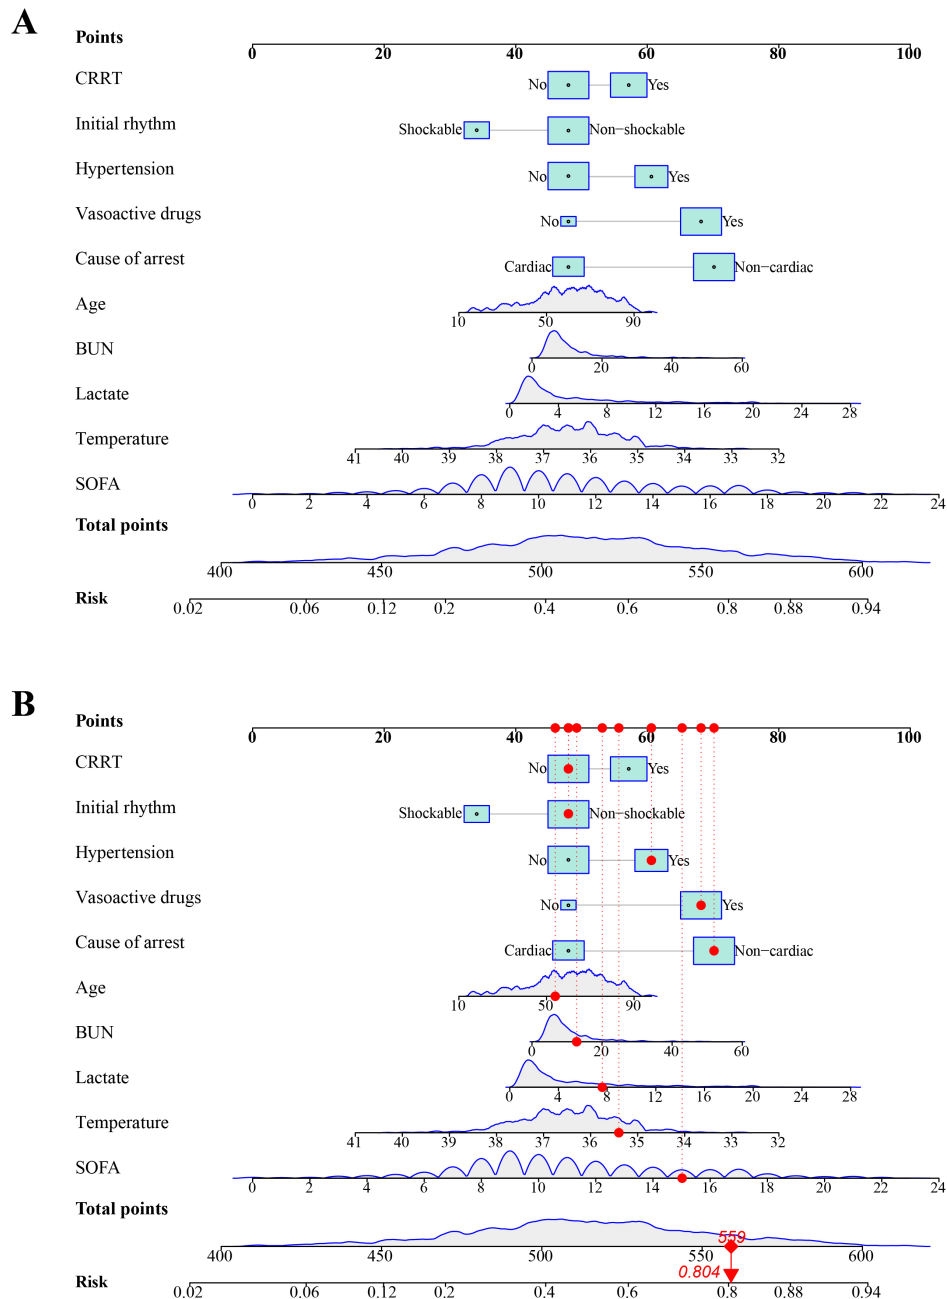 A
Points
0 20 40 60 80 100
CRRT No Yes
Initial rhythm Shockable Non−shockable
Hypertension No Yes
Vasoactive drugs No Yes
Cause of arrest Cardiac Non−cardiac
Age
10 50 90
BUN
0 20 40 60
Lactate
0 4 8 12 16 20 24 28
Temperature
41 40 39 38 37 36 35 34 33 32
SOFA
0 2 4 6 8 10 12 14 16 18 20 22 24
Total points
400 450 500 550 600
Risk
0.02 0.06 0.12 0.2 0.4 0.6 0.8 0.88 0.94
B
Points
0 20 40 60 80 100
CRRT No Yes
Initial rhythm Shockable Non−shockable
Hypertension No Yes
Vasoactive drugs No Yes
Cause of arrest Cardiac Non−cardiac
Age
10 50 90
BUN
0 20 40 60
Lactate
0 4 8 12 16 20 24 28
Temperature
41 40 39 38 37 36 35 34 33 32
SOFA
0 2 4 6 8 10 12 14 16 18 20 22 24
Total points
559
400 450 500 550 600
0.804
Risk
0.02 0.06 0.12 0.2 0.4 0.6 0.8 0.88 0.94